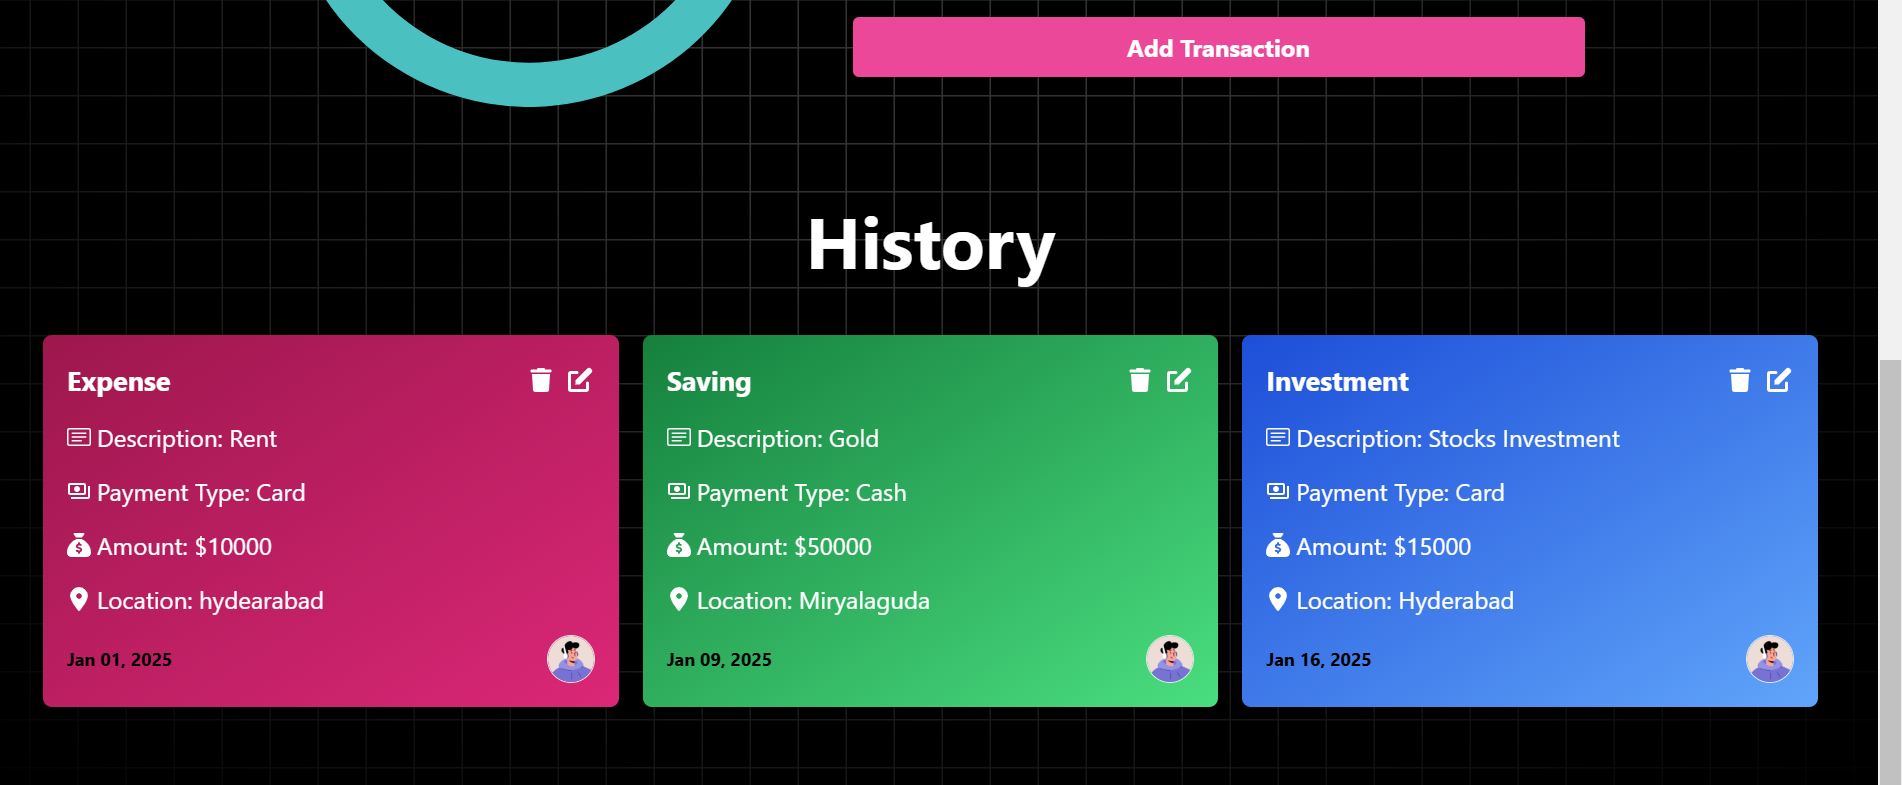 Add Transaction
History
Expense
Description: Rent
Payment Type: Card
Amount: $10000
Location: hydearabad
Jan 01, 2025
Saving
Description: Gold
Payment Type: Cash
Amount: $50000
Location: Miryalaguda
Jan 09, 2025
Investment
Description: Stocks Investment
Payment Type: Card
Amount: $15000
Location: Hyderabad
Jan 16, 2025